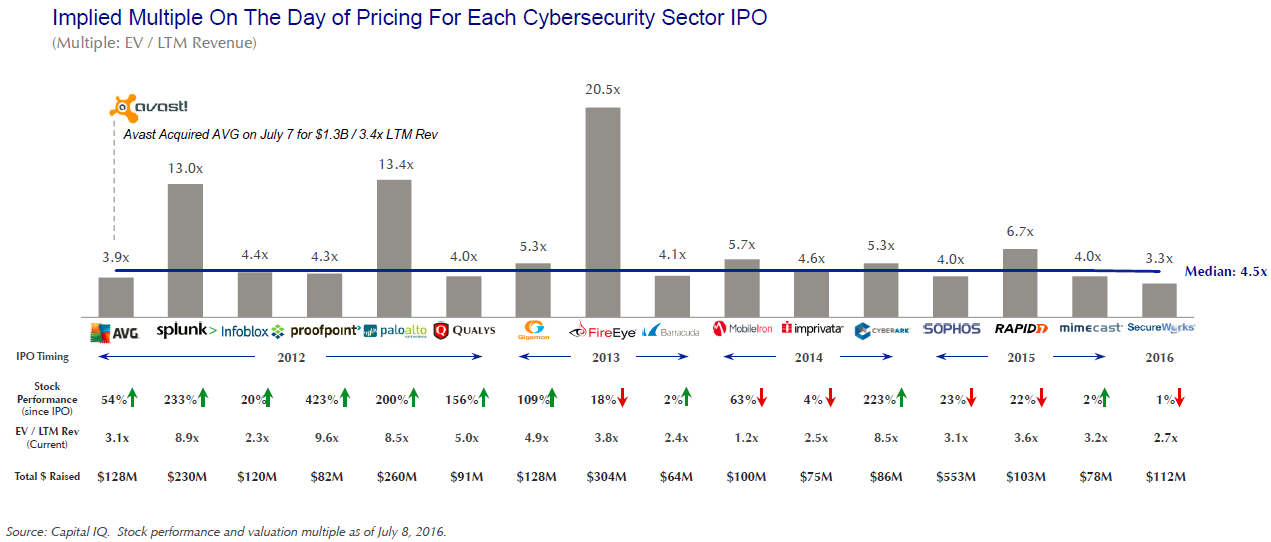 Implied Multiple On The Day of Pricing For Each Cybersecurity Sector IPO
(Multiple: EV / LTM Revenue)
avast!
Avast Acquired AVG on July 7 for $1.3B / 3.4x LTM Rev
3.9x 13.0x 4.4x 4.3x 13.4x 4.0x 5.3x 20.5x 4.1x 5.7x 4.6x 5.3x 4.0x 6.7x 4.0x 3.3x
Median: 4.5x
AVG splunk> Infoblox proofpoint paloalto NETWORKS QUALYS Gigamon FireEye Barracuda MobileIron imprivata CYBERARK SOPHOS RAPID7 mimecast SecureWorks
IPO Timing 2012 2013 2014 2015 2016
Stock
Performance
(since IPO)
54% 233% 20% 423% 200% 156% 109% 18% 2% 63% 4% 223% 23% 22% 2% 1%
EV / LTM Rev
(Current)
3.1x 8.9x 2.3x 9.6x 8.5x 5.0x 4.9x 3.8x 2.4x 1.2x 2.5x 8.5x 3.1x 3.6x 3.2x 2.7x
Total $ Raised $128M $230M $120M $82M $260M $91M $128M $304M $64M $100M $75M $86M $553M $103M $78M $112M
Source: Capital IQ. Stock performance and valuation multiple as of July 8, 2016.